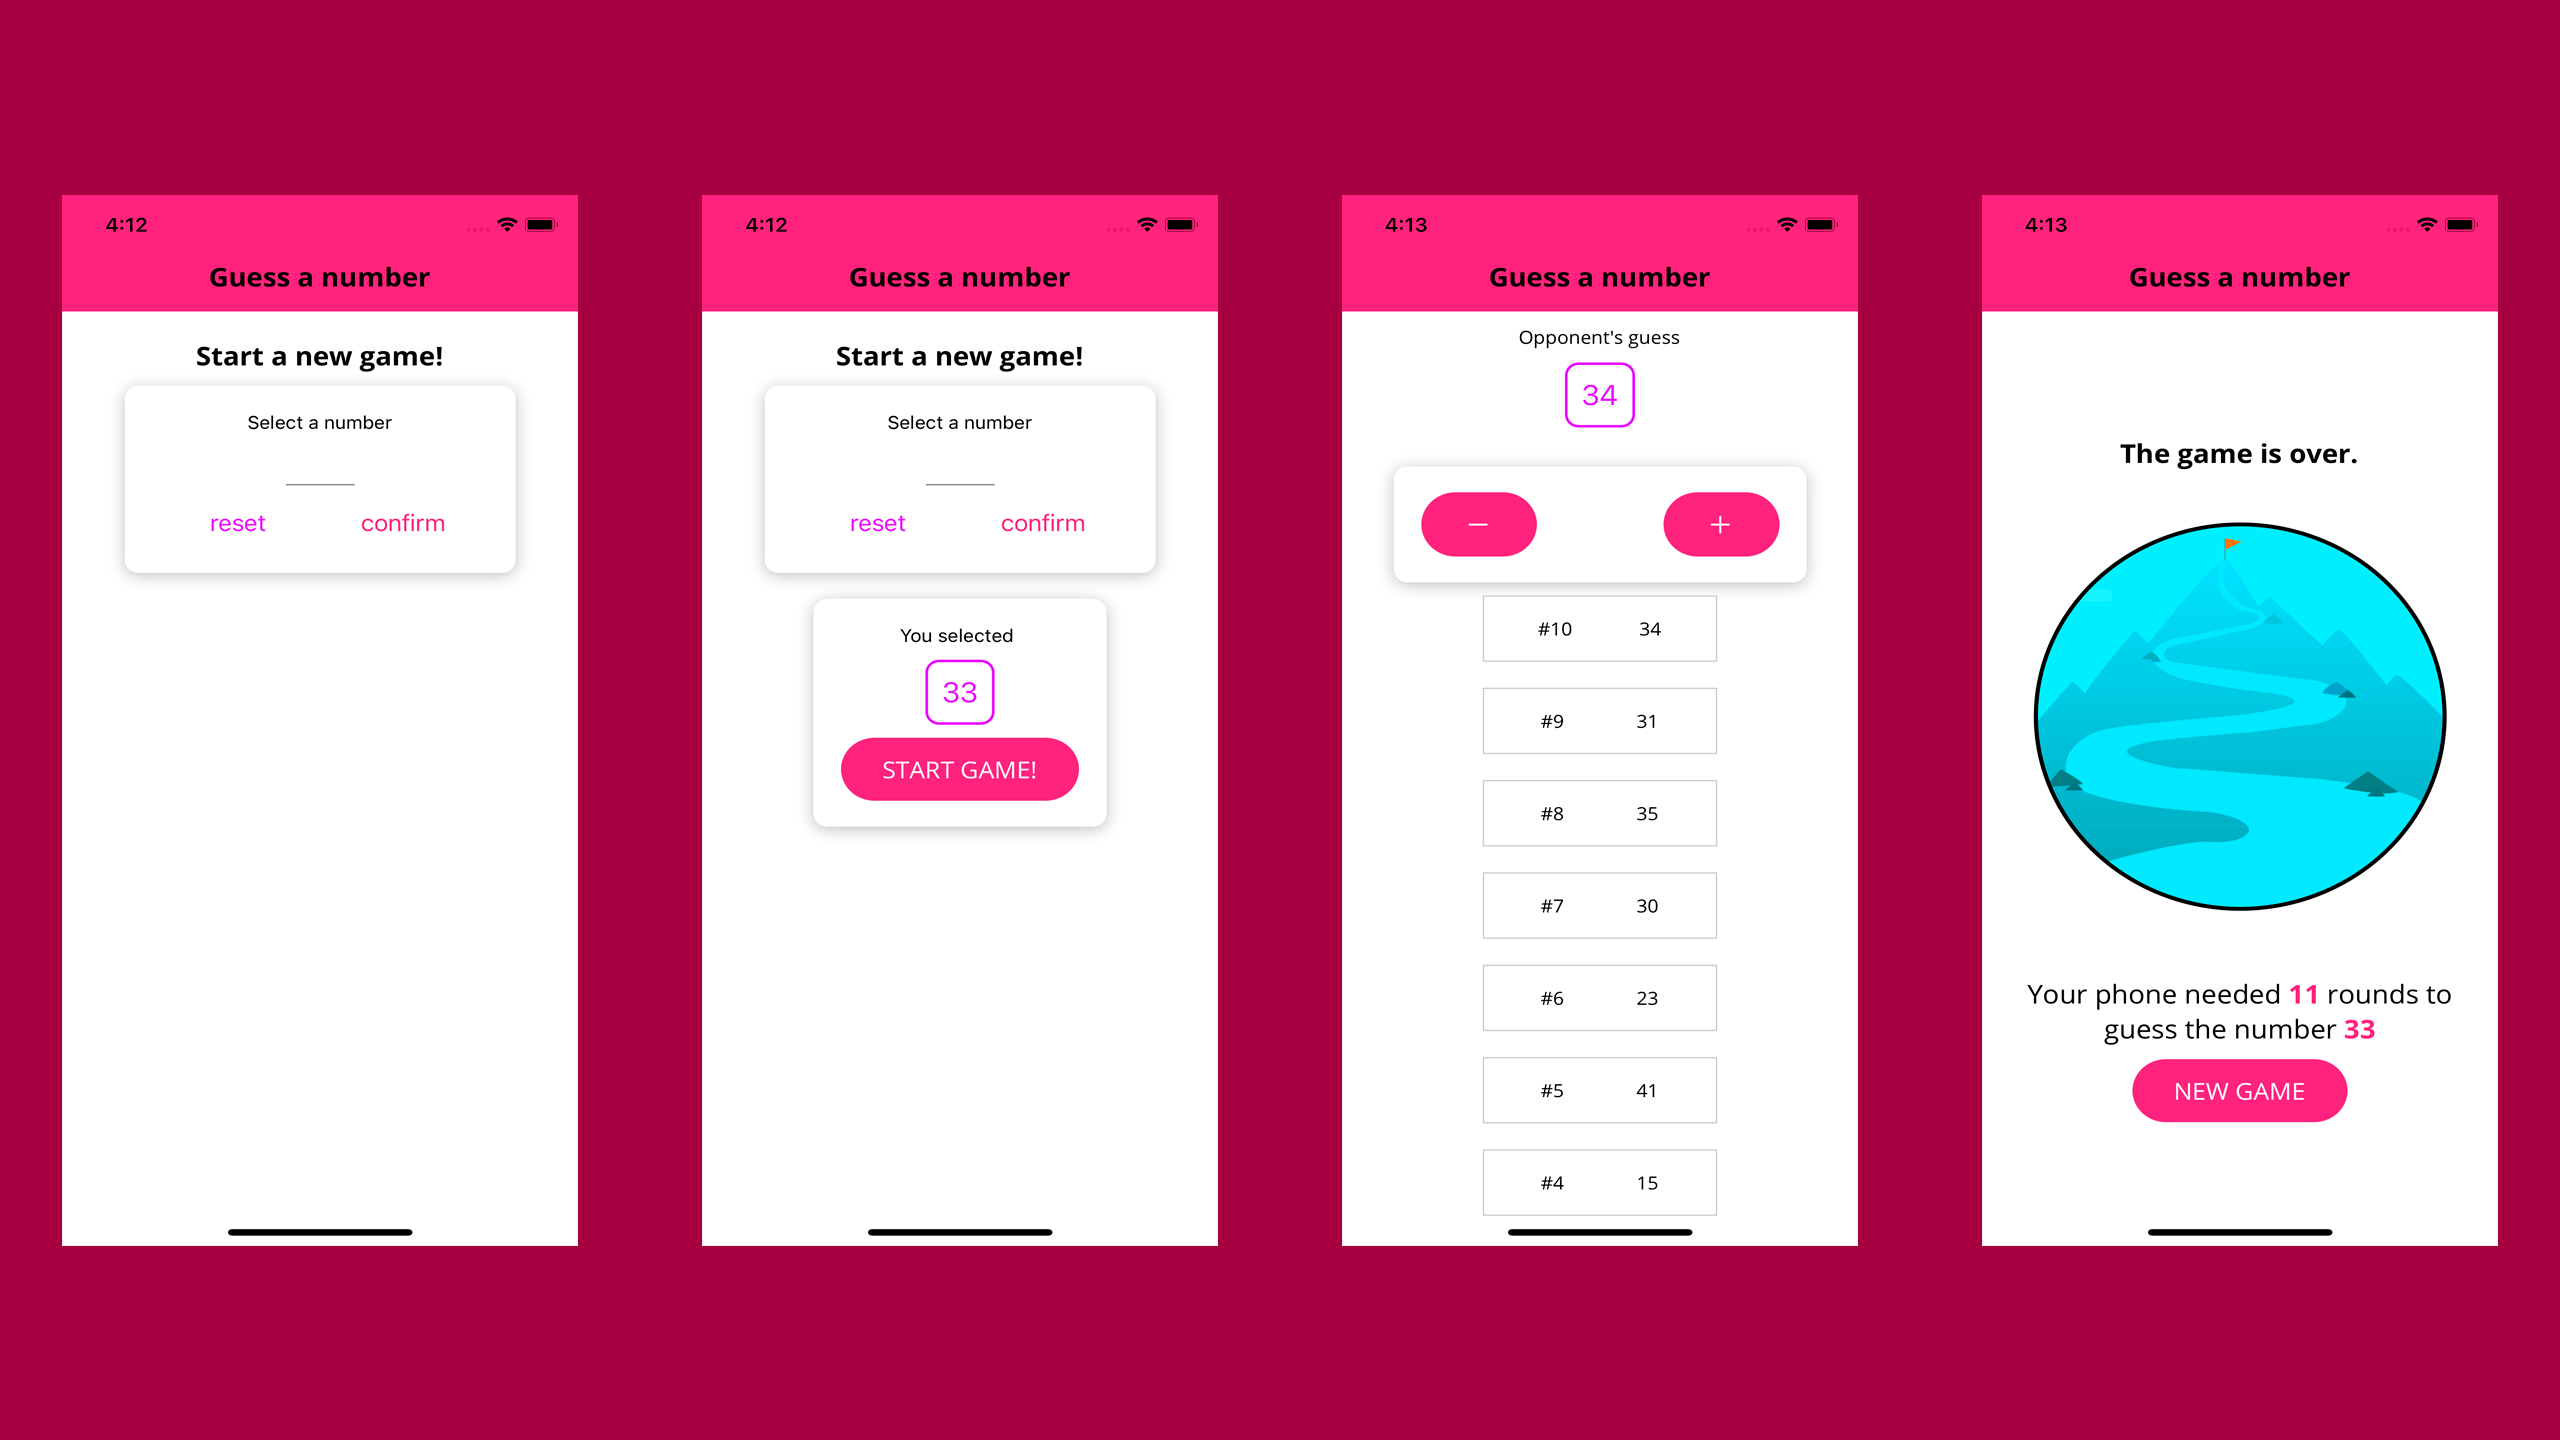 4:12
Guess a number
Start a new game!
Select a number
reset confirm
4:12
Guess a number
Start a new game!
Select a number
reset confirm
You selected
33
START GAME!
4:13
Guess a number
Opponent's guess
34
− +
#10 34
#9 31
#8 35
#7 30
#6 23
#5 41
#4 15
4:13
Guess a number
The game is over.
Your phone needed 11 rounds to
guess the number 33
NEW GAME